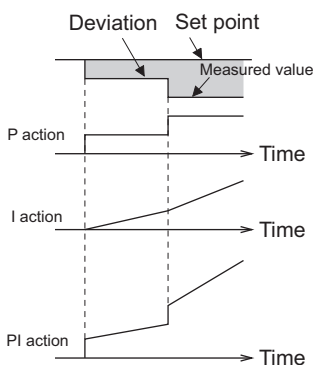 Deviation
Set point
Measured value
P action
Time
I action
Time
PI action
Time